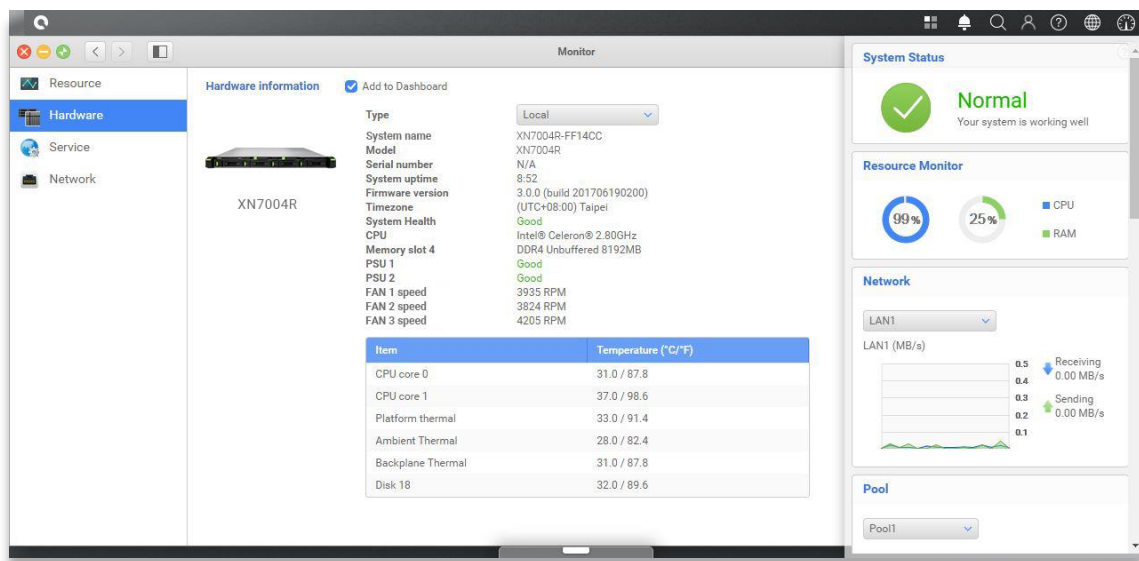 Monitor
Resource
Hardware
Service
Network
Hardware information
Add to Dashboard
XN7004R
Type Local
System name XN7004R-FF14CC
Model XN7004R
Serial number N/A
System uptime 8:52
Firmware version 3.0.0 (build 201706190200)
Timezone (UTC+08:00) Taipei
System Health Good
CPU Intel® Celeron® 2.80GHz
Memory slot 4 DDR4 Unbuffered 8192MB
PSU 1 Good
PSU 2 Good
FAN 1 speed 3935 RPM
FAN 2 speed 3824 RPM
FAN 3 speed 4205 RPM
Item Temperature (°C/°F)
CPU core 0 31.0 / 87.8
CPU core 1 37.0 / 98.6
Platform thermal 33.0 / 91.4
Ambient Thermal 28.0 / 82.4
Backplane Thermal 31.0 / 87.8
Disk 18 32.0 / 89.6
System Status
Normal
Your system is working well
Resource Monitor
99%
25%
CPU
RAM
Network
LAN1
LAN1 (MB/s)
0.5
0.4
0.3
0.2
0.1
Receiving
0.00 MB/s
Sending
0.00 MB/s
Pool
Pool1